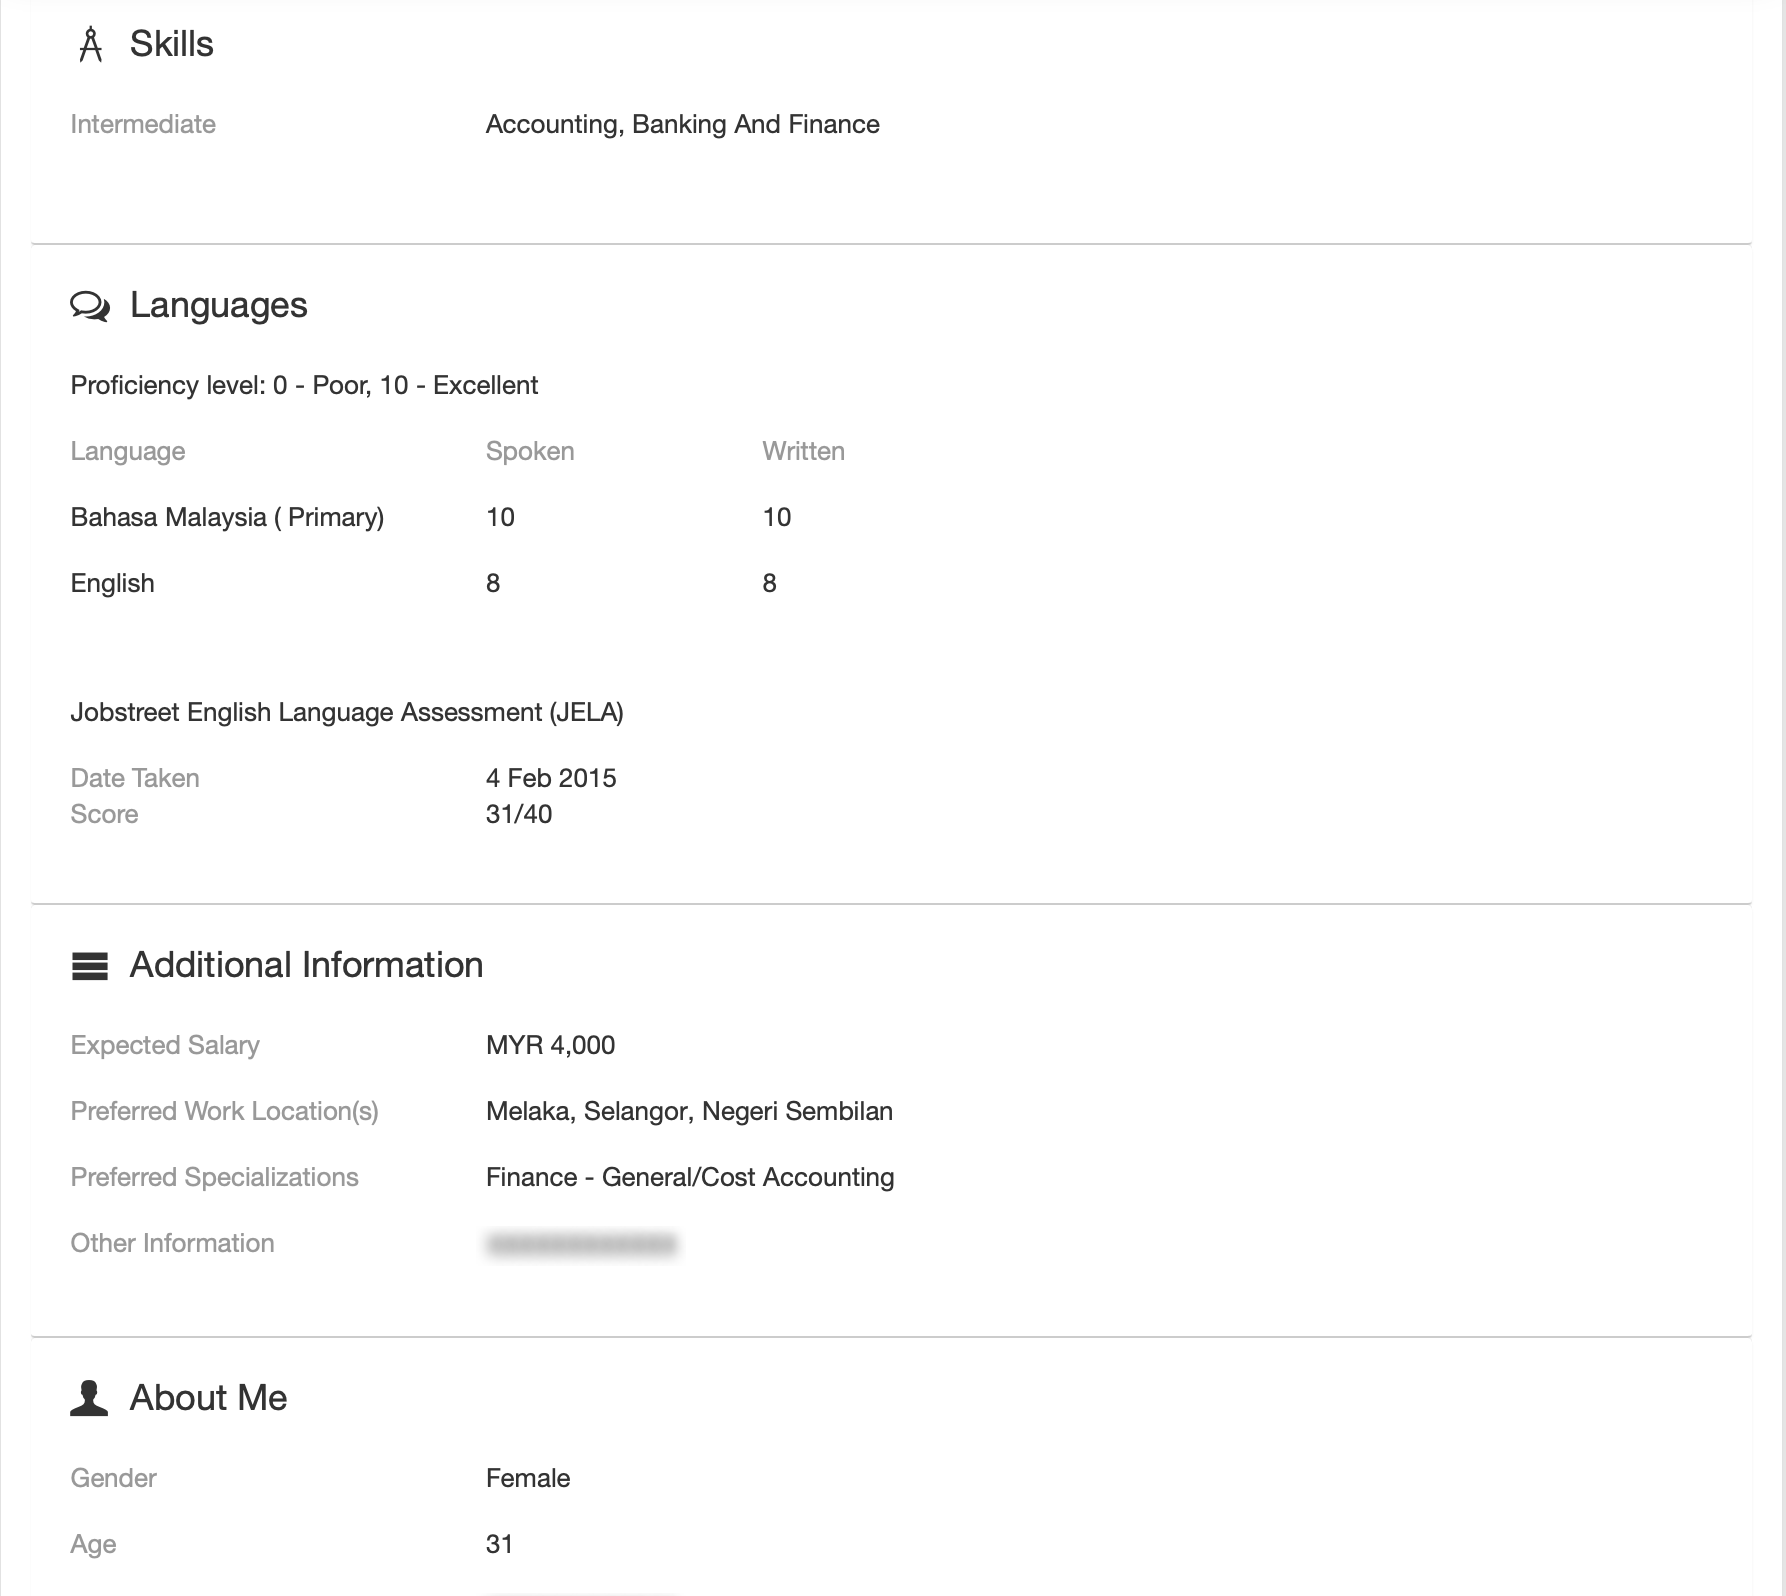 Skills
Intermediate Accounting, Banking And Finance
Languages
Proficiency level: 0 - Poor, 10 - Excellent
Language Spoken Written
Bahasa Malaysia ( Primary) 10 10
English 8 8
Jobstreet English Language Assessment (JELA)
Date Taken 4 Feb 2015
Score 31/40
Additional Information
Expected Salary MYR 4,000
Preferred Work Location(s) Melaka, Selangor, Negeri Sembilan
Preferred Specializations Finance - General/Cost Accounting
Other Information
About Me
Gender Female
Age 31